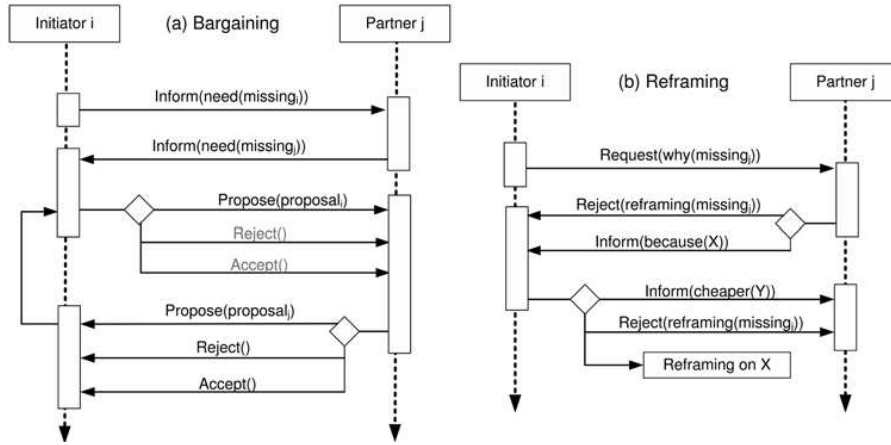 Initiator i
(a) Bargaining
Partner j
Inform(need(missingᵢ))
Inform(need(missingⱼ))
Propose(proposalᵢ)
Reject()
Accept()
Propose(proposalⱼ)
Reject()
Accept()
Initiator i
(b) Reframing
Partner j
Request(why(missingⱼ))
Reject(reframing(missingⱼ))
Inform(because(X))
Inform(cheaper(Y))
Reject(reframing(missingⱼ))
Reframing on X